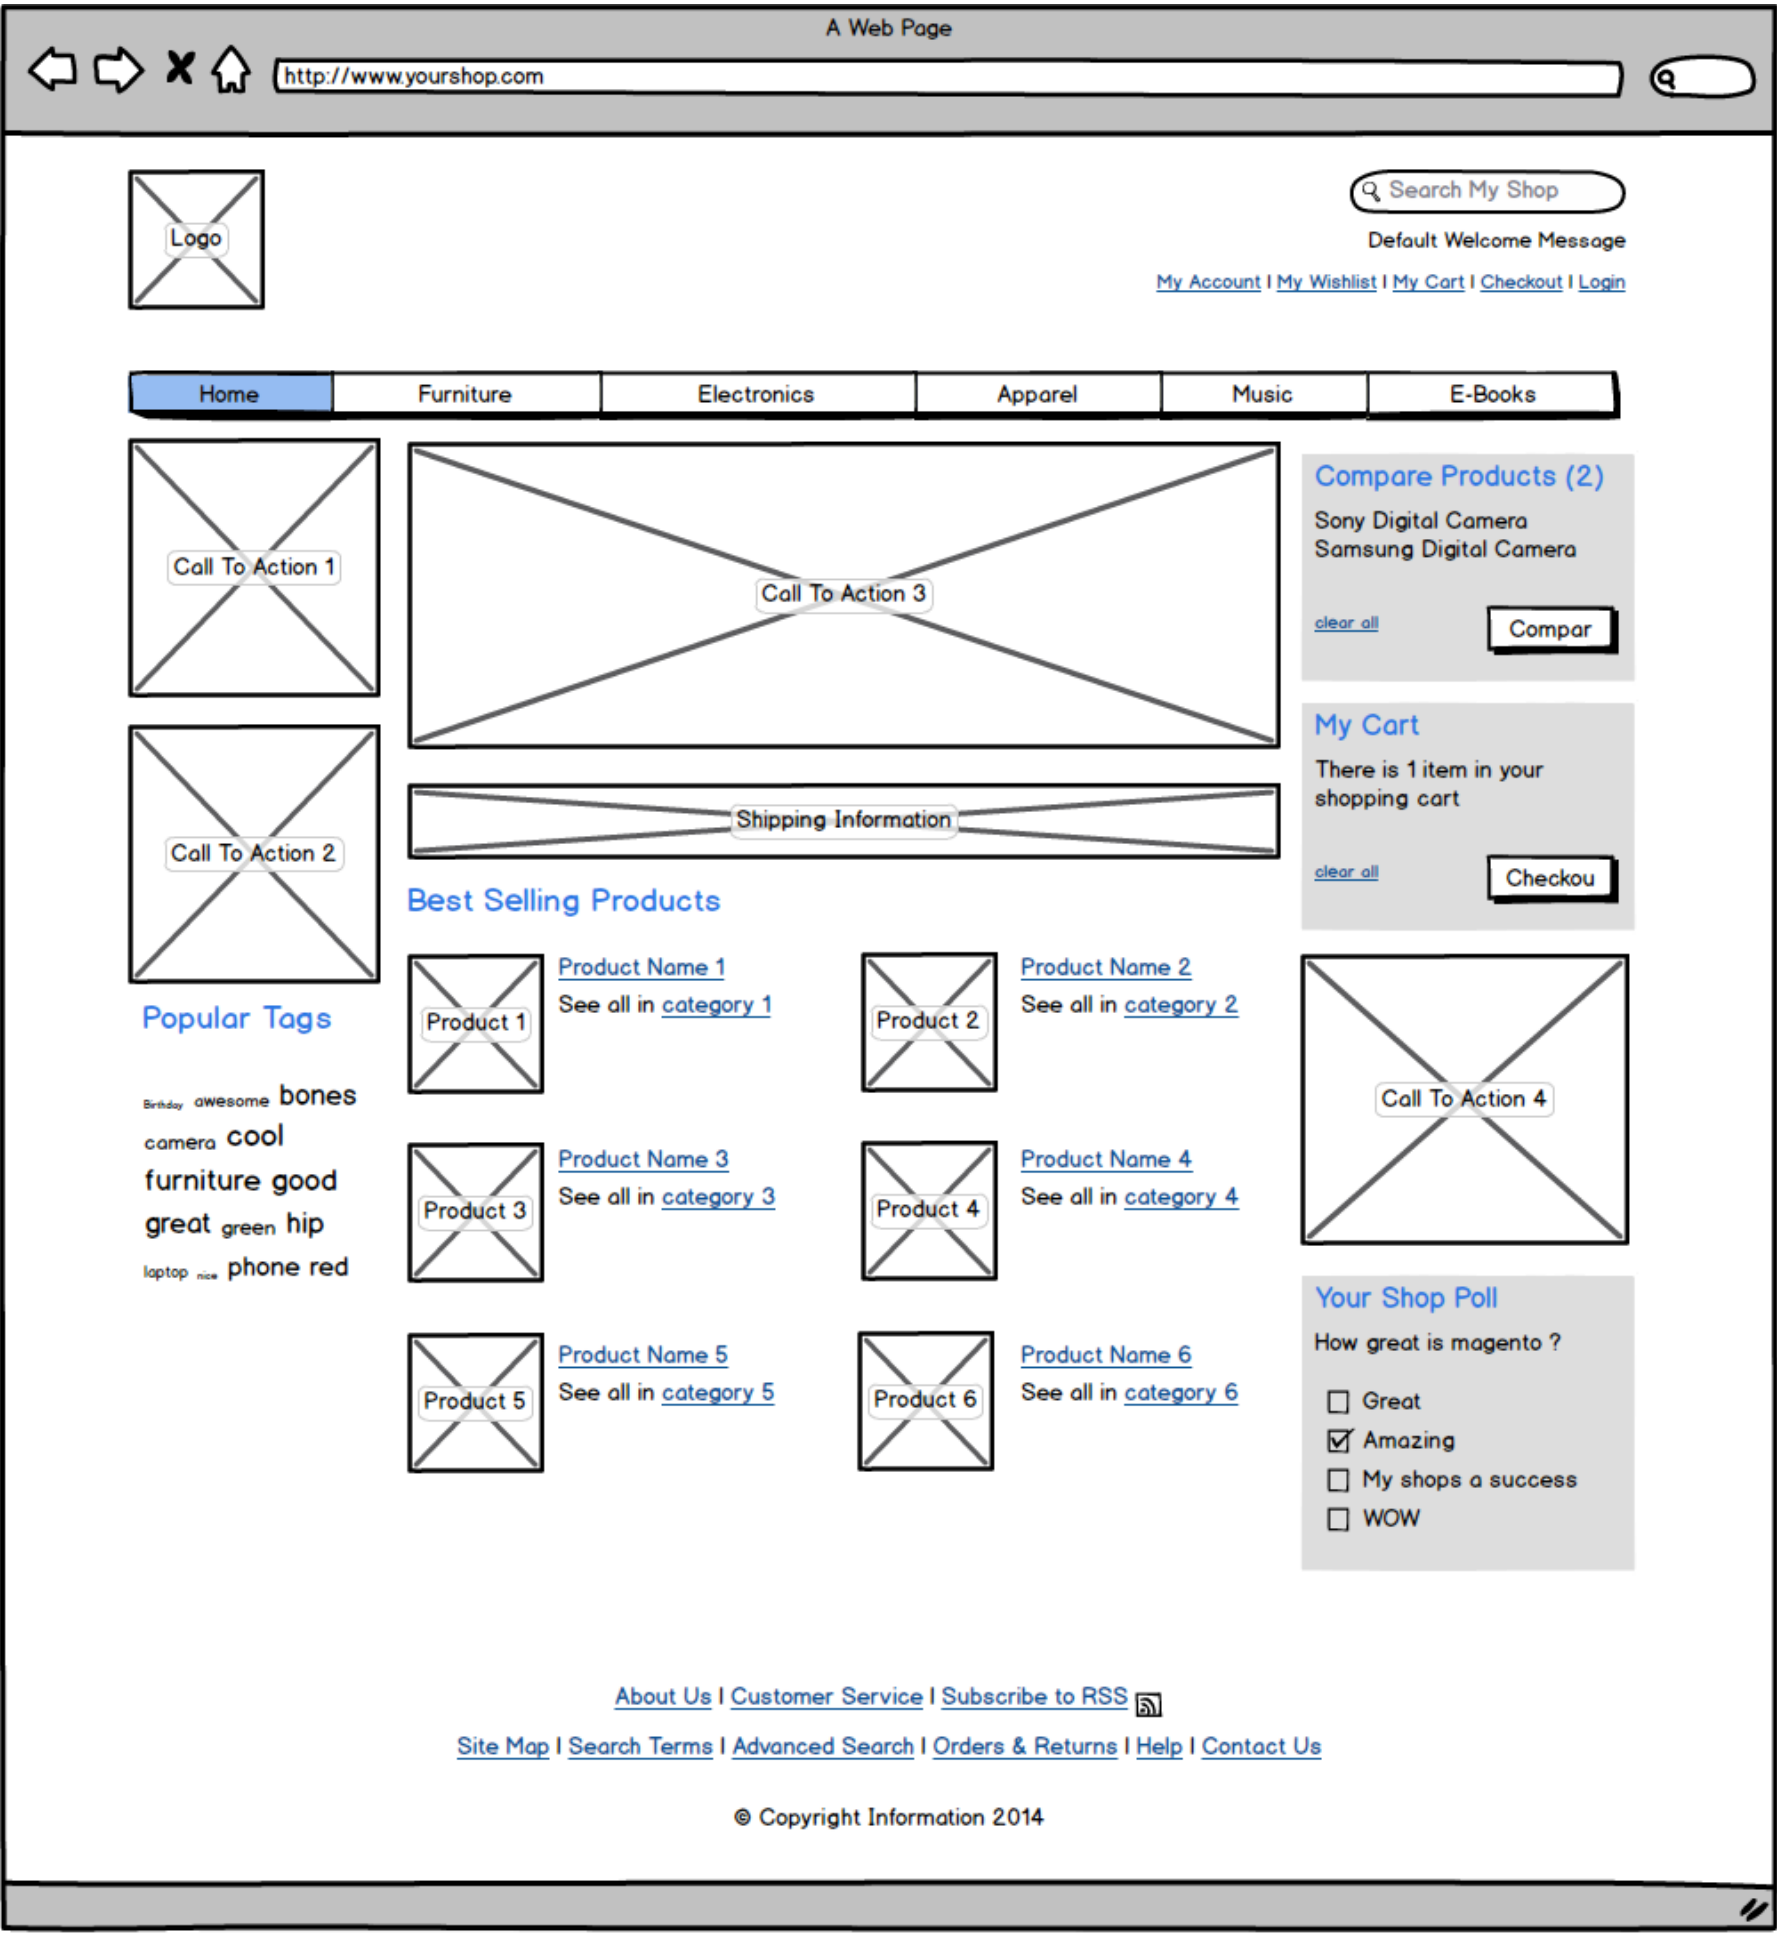 A Web Page
http://www.yourshop.com
Logo
Search My Shop
Default Welcome Message
My Account | My Wishlist | My Cart | Checkout | Login
Home Furniture Electronics Apparel Music E-Books
Call To Action 1
Call To Action 2
Popular Tags
Birthday awesome bones
camera cool
furniture good
great green hip
laptop nice phone red
Call To Action 3
Shipping Information
Best Selling Products
Product 1
Product Name 1
See all in category 1
Product 2
Product Name 2
See all in category 2
Product 3
Product Name 3
See all in category 3
Product 4
Product Name 4
See all in category 4
Product 5
Product Name 5
See all in category 5
Product 6
Product Name 6
See all in category 6
Compare Products (2)
Sony Digital Camera
Samsung Digital Camera
clear all
Compar
My Cart
There is 1 item in your
shopping cart
clear all
Checkou
Call To Action 4
Your Shop Poll
How great is magento ?
Great
Amazing
My shops a success
WOW
About Us | Customer Service | Subscribe to RSS
Site Map | Search Terms | Advanced Search | Orders & Returns | Help | Contact Us
© Copyright Information 2014